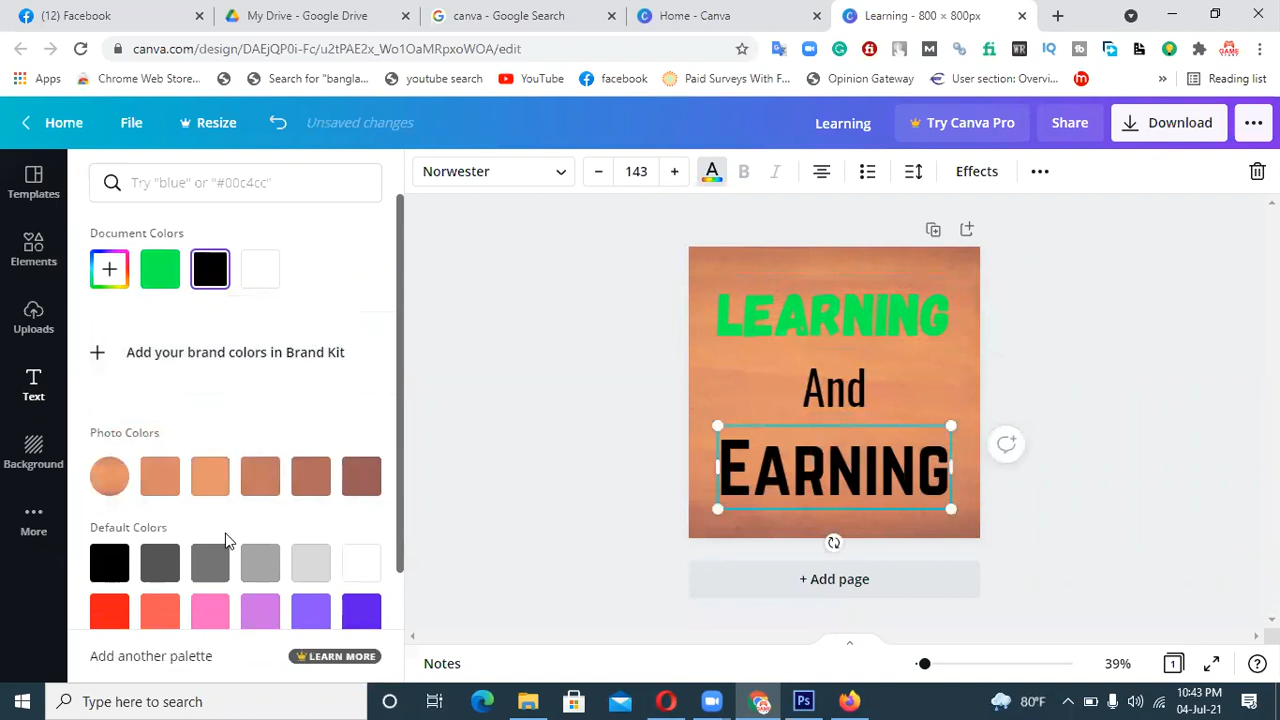 (12) Facebook
My Drive - Google Drive
canva - Google Search
Home - Canva
Learning - 800 × 800px
canva.com/design/DAEjQP0i-Fc/u2tPAE2x_Wo1OaMRpxoWOA/edit
Apps
Chrome Web Store...
Search for "bangla...
youtube search
YouTube
facebook
Paid Surveys With F...
Opinion Gateway
User section: Overvi...
Reading list
Home
File
Resize
Unsaved changes
Learning
Try Canva Pro
Share
Download
Templates
Elements
Uploads
Text
Background
More
Try "blue" or "#00c4cc"
Document Colors
Add your brand colors in Brand Kit
Photo Colors
Default Colors
Add another palette
LEARN MORE
Norwester
143
A
B
I
Effects
LEARNING
And
EARNING
+ Add page
Notes
1
39%
Type here to search
80°F
10:43 PM
04-Jul-21